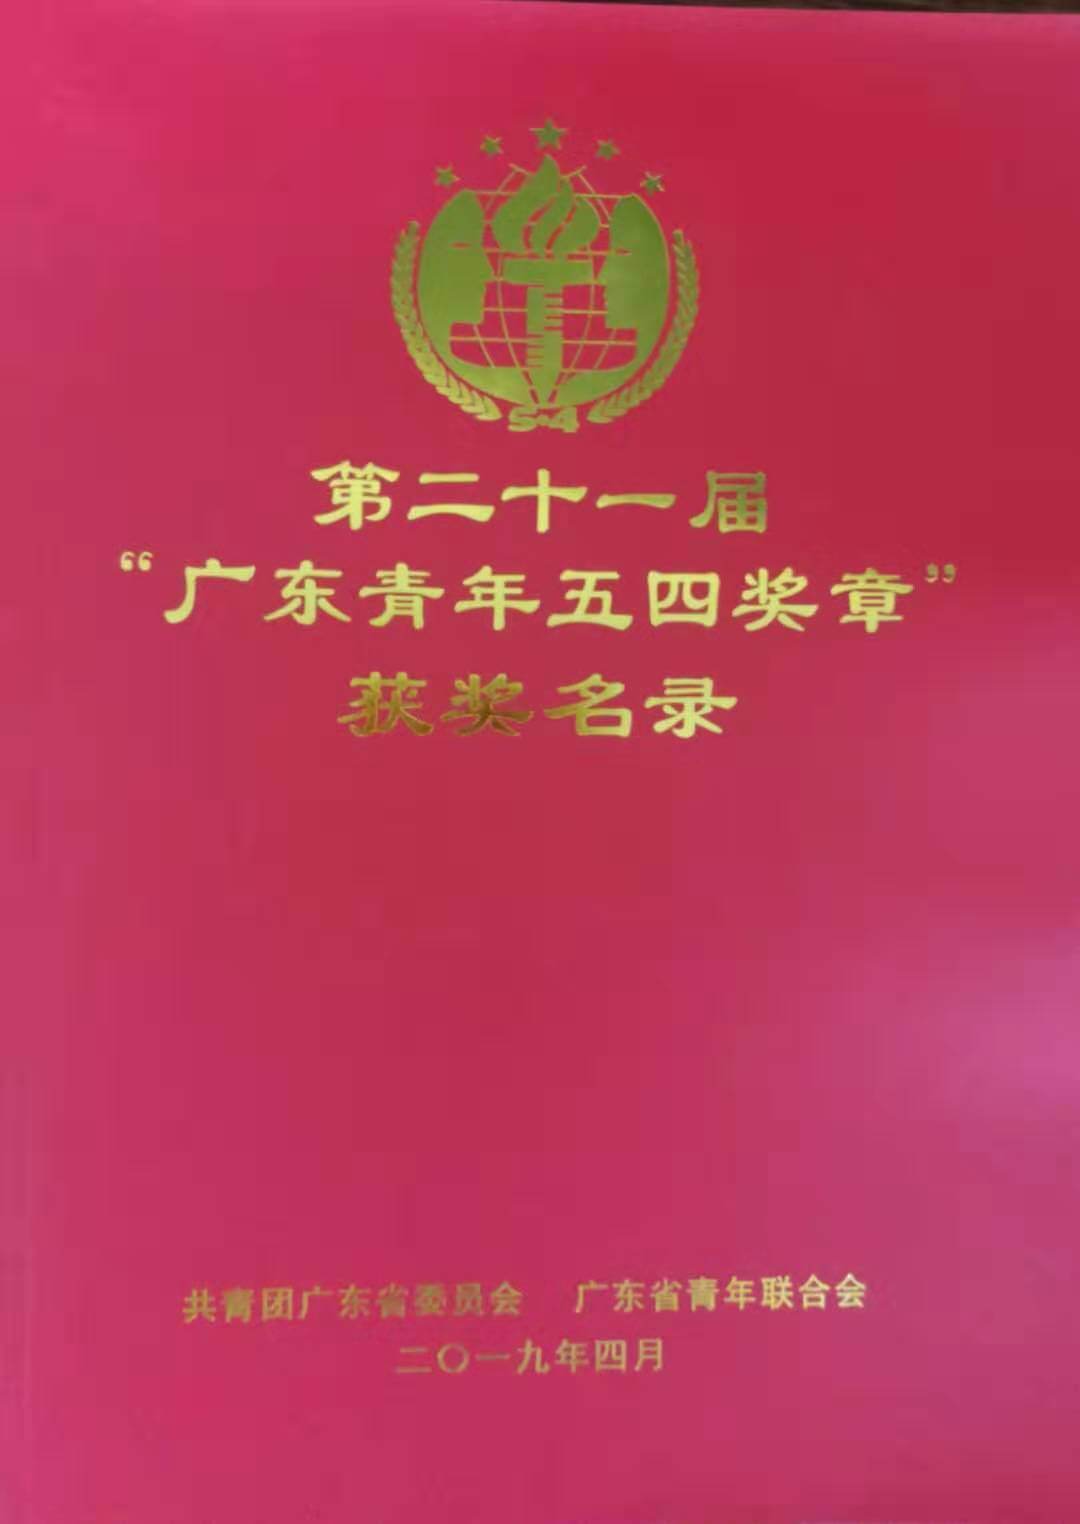 5·4
第二十一届
“广东青年五四奖章”
获奖名录
共青团广东省委员会 广东省青年联合会
二〇一九年四月